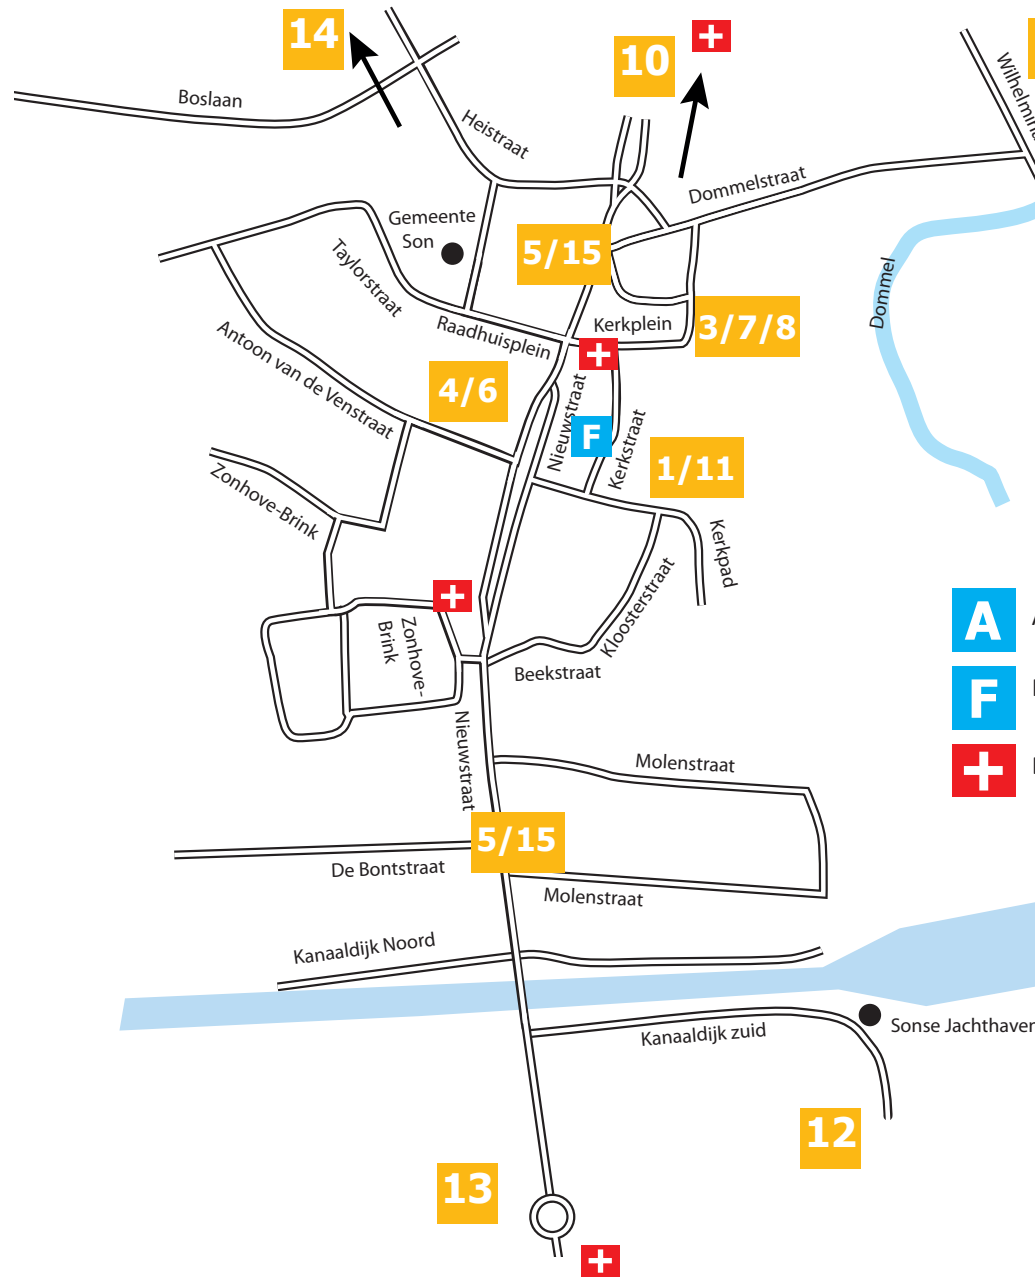 14
10
Boslaan
Heistraat
Wilhelmina
Dommelstraat
Gemeente
Son
5/15
Taylorstraat
Dommel
Raadhuisplein
Kerkplein
3/7/8
Antoon van de Venstraat
4/6
Nieuwstraat
F
Kerkstraat
1/11
Zonhove-Brink
Kerkpad
Kloosterstraat
A
Zonhove-
Brink
Beekstraat
F
Nieuwstraat
Molenstraat
5/15
De Bontstraat
Molenstraat
Kanaaldijk Noord
Kanaaldijk zuid
Sonse Jachthaven
12
13